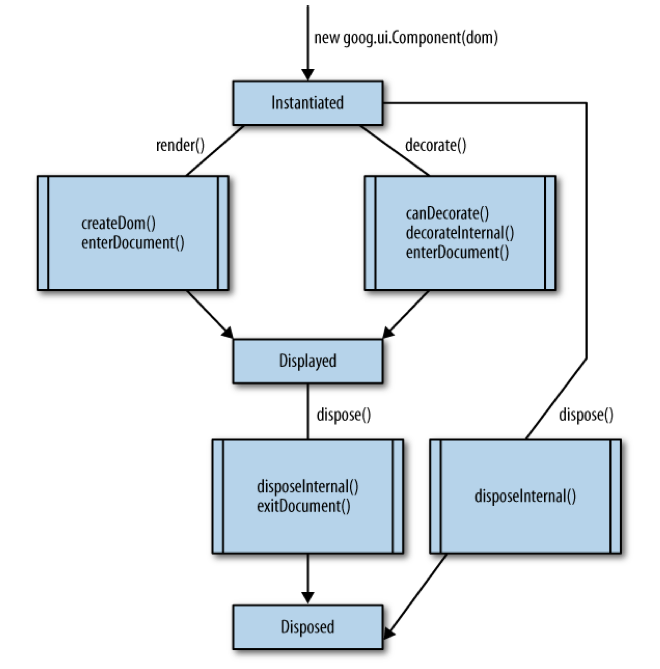 new goog.ui.Component(dom)
Instantiated
render()
decorate()
createDom()
enterDocument()
canDecorate()
decorateInternal()
enterDocument()
Displayed
dispose()
dispose()
disposeInternal()
exitDocument()
disposeInternal()
Disposed